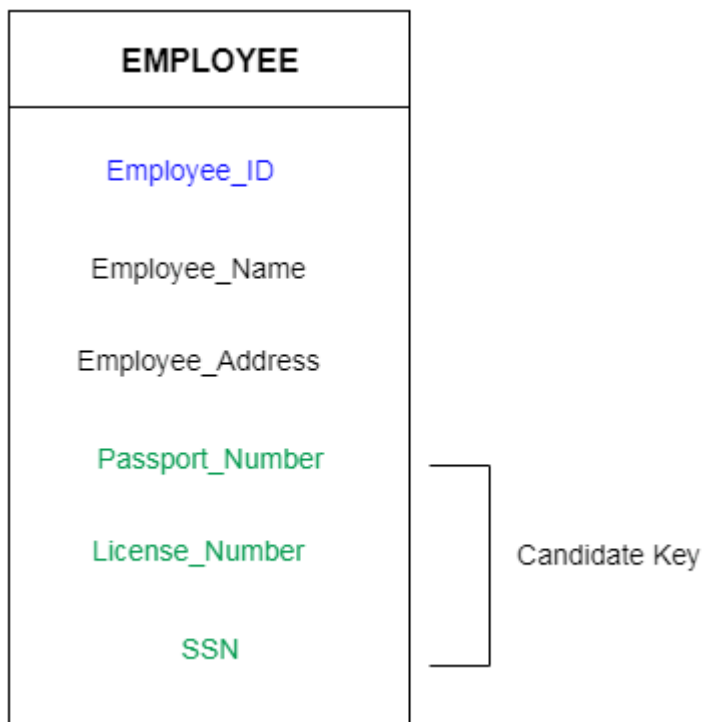 EMPLOYEE
Employee_ID
Employee_Name
Employee_Address
Passport_Number
License_Number
Candidate Key
SSN